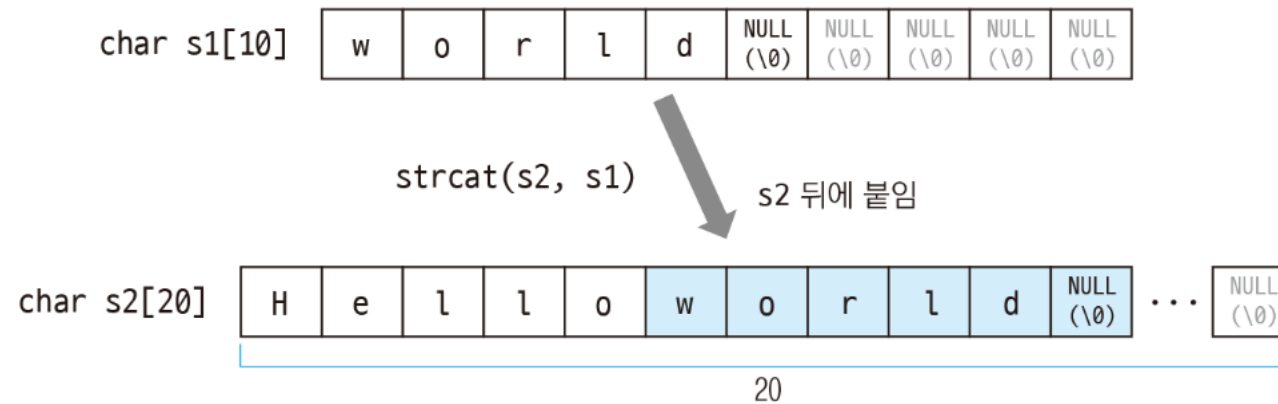 char s1[10] w o r l d NULL (\0) NULL (\0) NULL (\0) NULL (\0) NULL (\0)
strcat(s2, s1)
s2 뒤에 붙임
char s2[20] H e l l o w o r l d NULL (\0) ... NULL (\0)
20